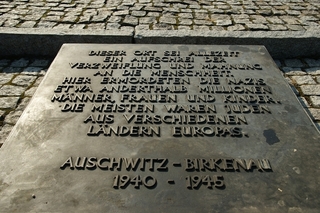 DIESER ORT SEI ALLEZEIT
EIN AUFSCHREI DER
VERZWEIFLUNG UND MAHNUNG
AN DIE MENSCHHEIT.
HIER ERMORDETEN DIE NAZIS
ETWA ANDERTHALB MILLIONEN
MÄNNER, FRAUEN UND KINDER.
DIE MEISTEN WAREN JUDEN
AUS VERSCHIEDENEN
LÄNDERN EUROPAS.
AUSCHWITZ - BIRKENAU
1940 - 1945